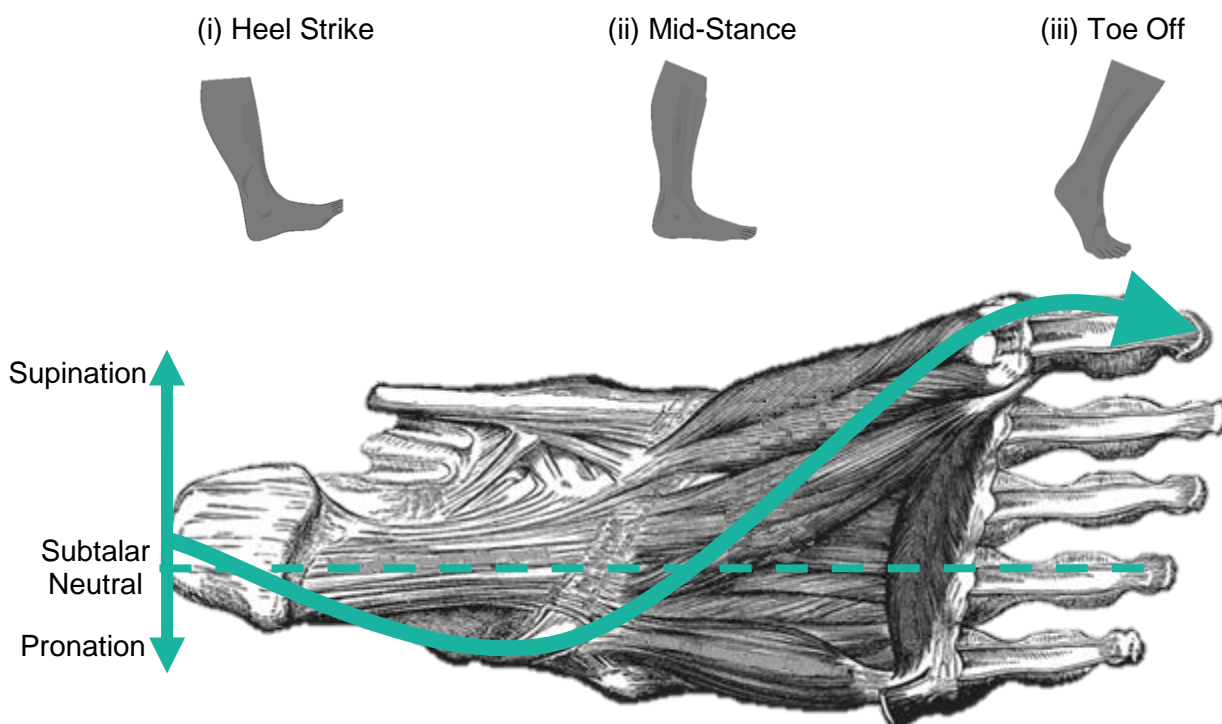 (i) Heel Strike
(ii) Mid-Stance
(iii) Toe Off
Supination
Subtalar
Neutral
Pronation